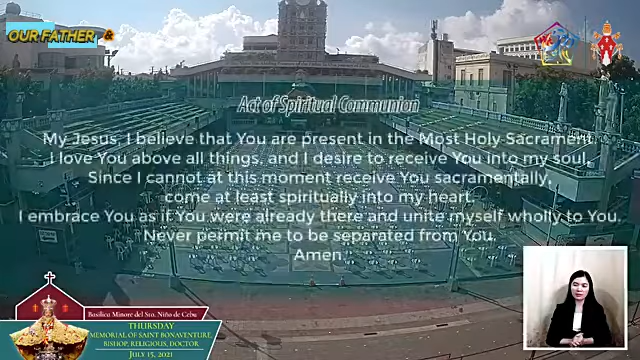 OUR FATHER &
Act of Spiritual Communion
My Jesus, I believe that You are present in the Most Holy Sacrament.
I love You above all things, and I desire to receive You into my soul.
Since I cannot at this moment receive You sacramentally,
come at least spiritually into my heart.
I embrace You as if You were already there and unite myself wholly to You.
Never permit me to be separated from You.
Amen.
Basilica Minore del Sto. Niño de Cebu
THURSDAY
MEMORIAL OF SAINT BONAVENTURE,
BISHOP, RELIGIOUS, DOCTOR
JULY 15, 2021